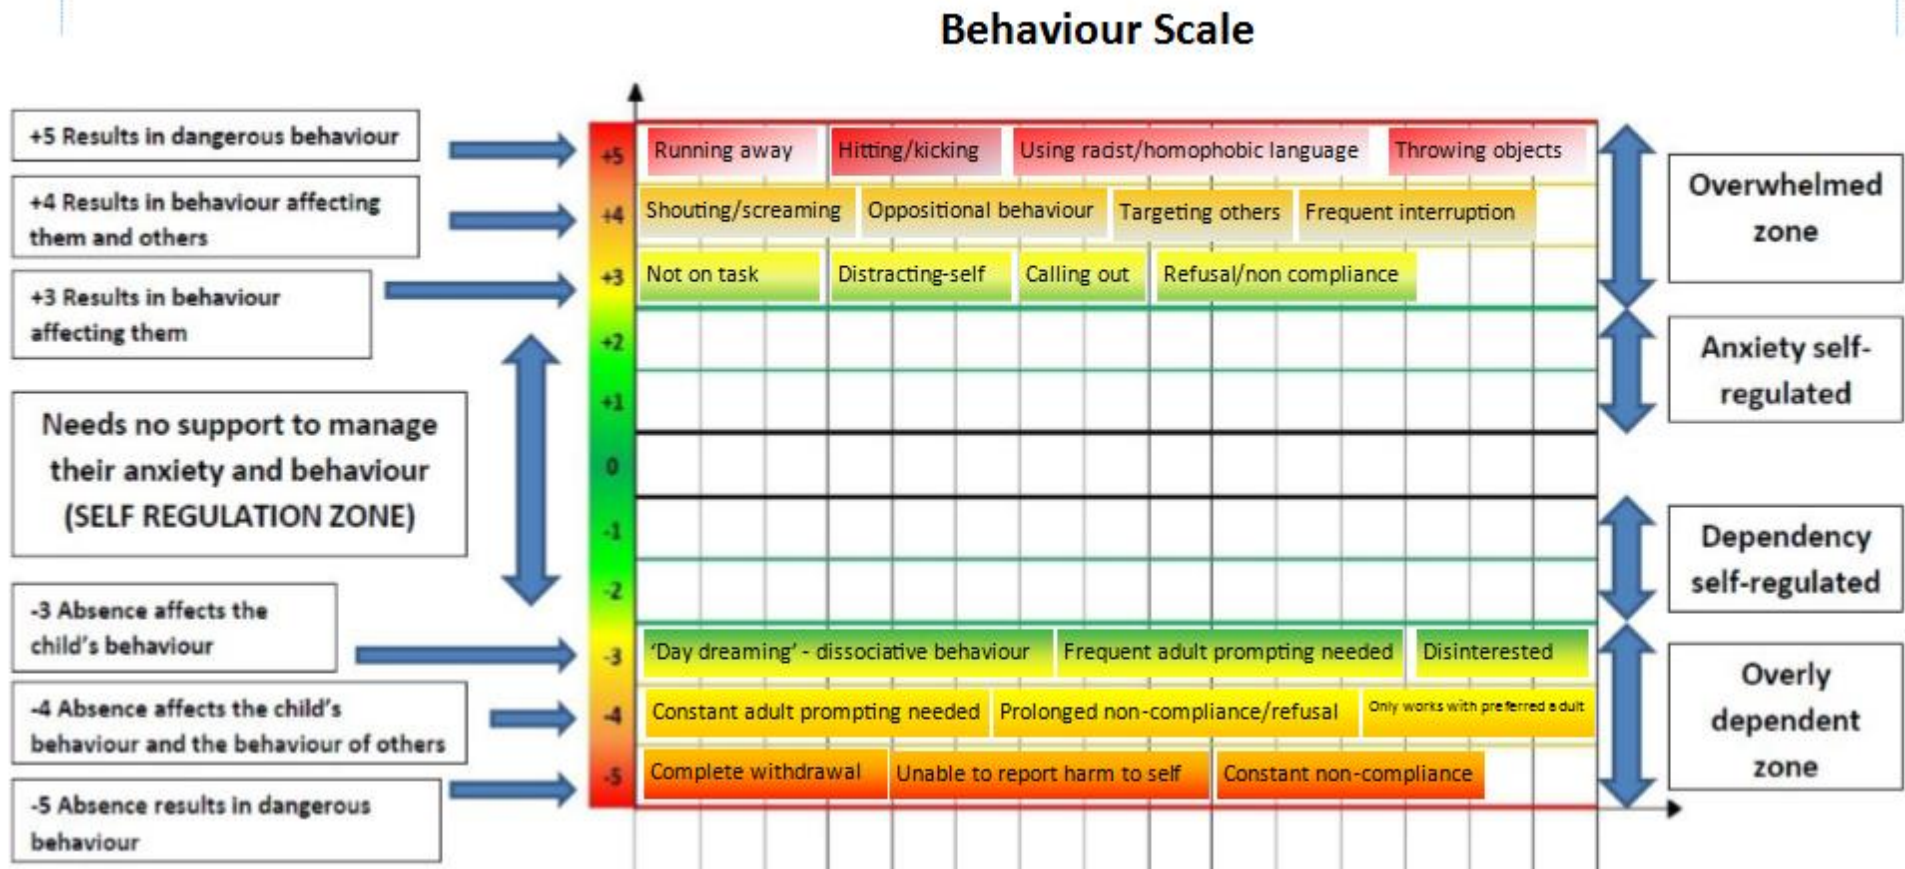 Behaviour Scale
+5 Results in dangerous behaviour
+4 Results in behaviour affecting
them and others
+3 Results in behaviour
affecting them
Needs no support to manage
their anxiety and behaviour
(SELF REGULATION ZONE)
-3 Absence affects the
child's behaviour
-4 Absence affects the child's
behaviour and the behaviour of others
-5 Absence results in dangerous
behaviour
+5 Running away Hitting/kicking Using racist/homophobic language Throwing objects
+4 Shouting/screaming Oppositional behaviour Targeting others Frequent interruption
+3 Not on task Distracting-self Calling out Refusal/non compliance
+2
+1
0
-1
-2
-3 'Day dreaming' - dissociative behaviour Frequent adult prompting needed Disinterested
-4 Constant adult prompting needed Prolonged non-compliance/refusal Only works with preferred adult
-5 Complete withdrawal Unable to report harm to self Constant non-compliance
Overwhelmed
zone
Anxiety self-
regulated
Dependency
self-regulated
Overly
dependent
zone